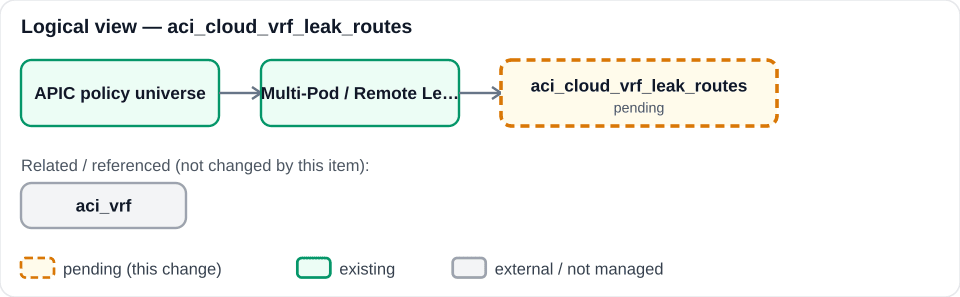 Logical view — aci_cloud_vrf_leak_routes
APIC policy universe
Multi-Pod / Remote Le...
aci_cloud_vrf_leak_routes
pending
Related / referenced (not changed by this item):
aci_vrf
pending (this change)
existing
external / not managed